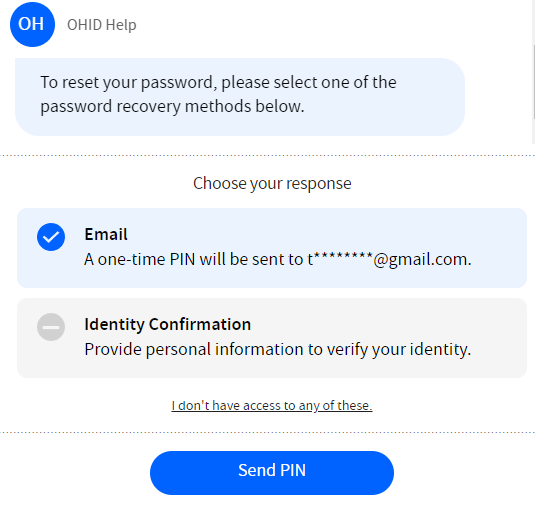 OH
OHID Help
To reset your password, please select one of the
password recovery methods below.
Choose your response
Email
A one-time PIN will be sent to t********@gmail.com.
Identity Confirmation
Provide personal information to verify your identity.
I don't have access to any of these.
Send PIN